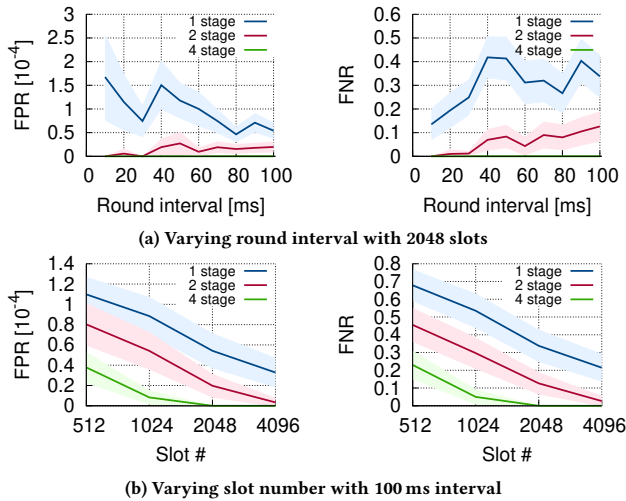 FPR [10^-4]
3
2.5
2
1.5
1
0.5
0
1 stage
2 stage
4 stage
0 20 40 60 80 100
Round interval [ms]
FNR
0.6
0.5
0.4
0.3
0.2
0.1
0
1 stage
2 stage
4 stage
0 20 40 60 80 100
Round interval [ms]
(a) Varying round interval with 2048 slots
FPR [10^-4]
1.4
1.2
1
0.8
0.6
0.4
0.2
0
1 stage
2 stage
4 stage
512 1024 2048 4096
Slot #
FNR
0.8
0.7
0.6
0.5
0.4
0.3
0.2
0.1
0
1 stage
2 stage
4 stage
512 1024 2048 4096
Slot #
(b) Varying slot number with 100 ms interval